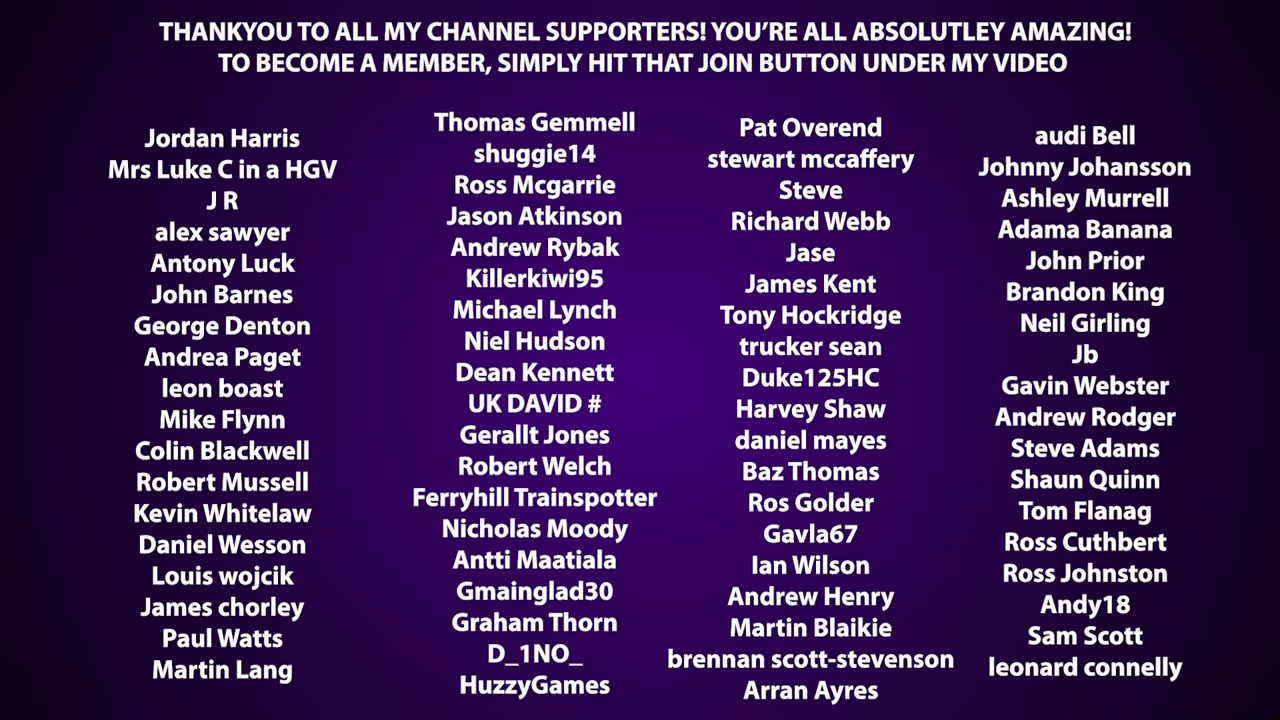 THANKYOU TO ALL MY CHANNEL SUPPORTERS! YOU'RE ALL ABSOLUTLEY AMAZING!
TO BECOME A MEMBER, SIMPLY HIT THAT JOIN BUTTON UNDER MY VIDEO
Jordan Harris
Mrs Luke C in a HGV
J R
alex sawyer
Antony Luck
John Barnes
George Denton
Andrea Paget
leon boast
Mike Flynn
Colin Blackwell
Robert Mussell
Kevin Whitelaw
Daniel Wesson
Louis wojcik
James chorley
Paul Watts
Martin Lang
Thomas Gemmell
shuggie14
Ross Mcgarrie
Jason Atkinson
Andrew Rybak
Killerkiwi95
Michael Lynch
Niel Hudson
Dean Kennett
UK DAVID #
Gerallt Jones
Robert Welch
Ferryhill Trainspotter
Nicholas Moody
Antti Maatiala
Gmainglad30
Graham Thorn
D_1NO_
HuzzyGames
Pat Overend
stewart mccaffery
Steve
Richard Webb
Jase
James Kent
Tony Hockridge
trucker sean
Duke125HC
Harvey Shaw
daniel mayes
Baz Thomas
Ros Golder
Gavla67
Ian Wilson
Andrew Henry
Martin Blaikie
brennan scott-stevenson
Arran Ayres
audi Bell
Johnny Johansson
Ashley Murrell
Adama Banana
John Prior
Brandon King
Neil Girling
Jb
Gavin Webster
Andrew Rodger
Steve Adams
Shaun Quinn
Tom Flanag
Ross Cuthbert
Ross Johnston
Andy18
Sam Scott
leonard connelly